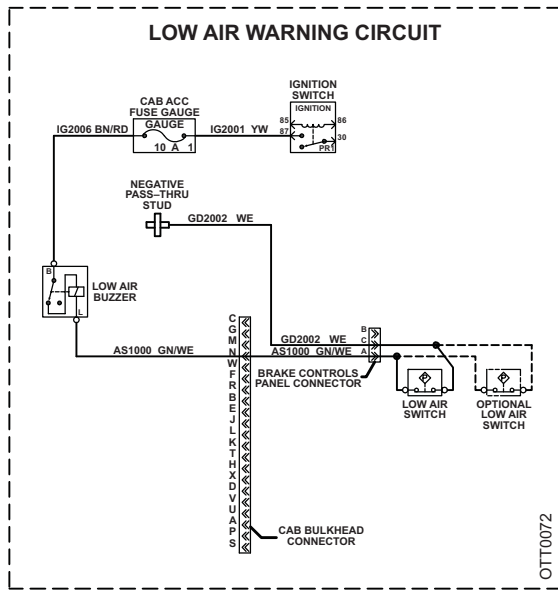 LOW AIR WARNING CIRCUIT
CAB ACC
FUSE GAUGE
GAUGE
10 A 1
IG2006 BN/RD
IG2001 YW
IGNITION
SWITCH
IGNITION
85
86
87
30
PR1
NEGATIVE
PASS–THRU
STUD
GD2002 WE
B
L
LOW AIR
BUZZER
AS1000 GN/WE
C
G
M
N
W
F
R
B
E
J
L
K
T
H
X
D
V
U
A
P
S
GD2002 WE
AS1000 GN/WE
B
C
A
BRAKE CONTROLS
PANEL CONNECTOR
P
LOW AIR
SWITCH
P
OPTIONAL
LOW AIR
SWITCH
CAB BULKHEAD
CONNECTOR
OTT0072